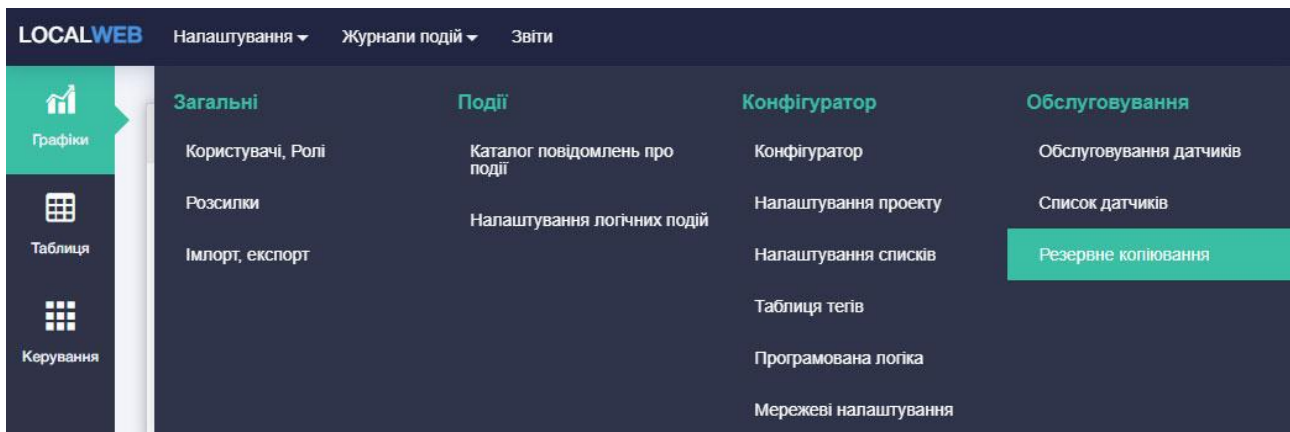 LOCALWEB
Налаштування
Журнали подій
Звіти
Графіки
Таблиця
Керування
Загальні
Користувачі, Ролі
Розсилки
Імпорт, експорт
Події
Каталог повідомлень про
події
Налаштування логічних подій
Конфігуратор
Конфігуратор
Налаштування проекту
Налаштування списків
Таблиця тегів
Програмована логіка
Мережеві налаштування
Обслуговування
Обслуговування датчиків
Список датчиків
Резервне копіювання